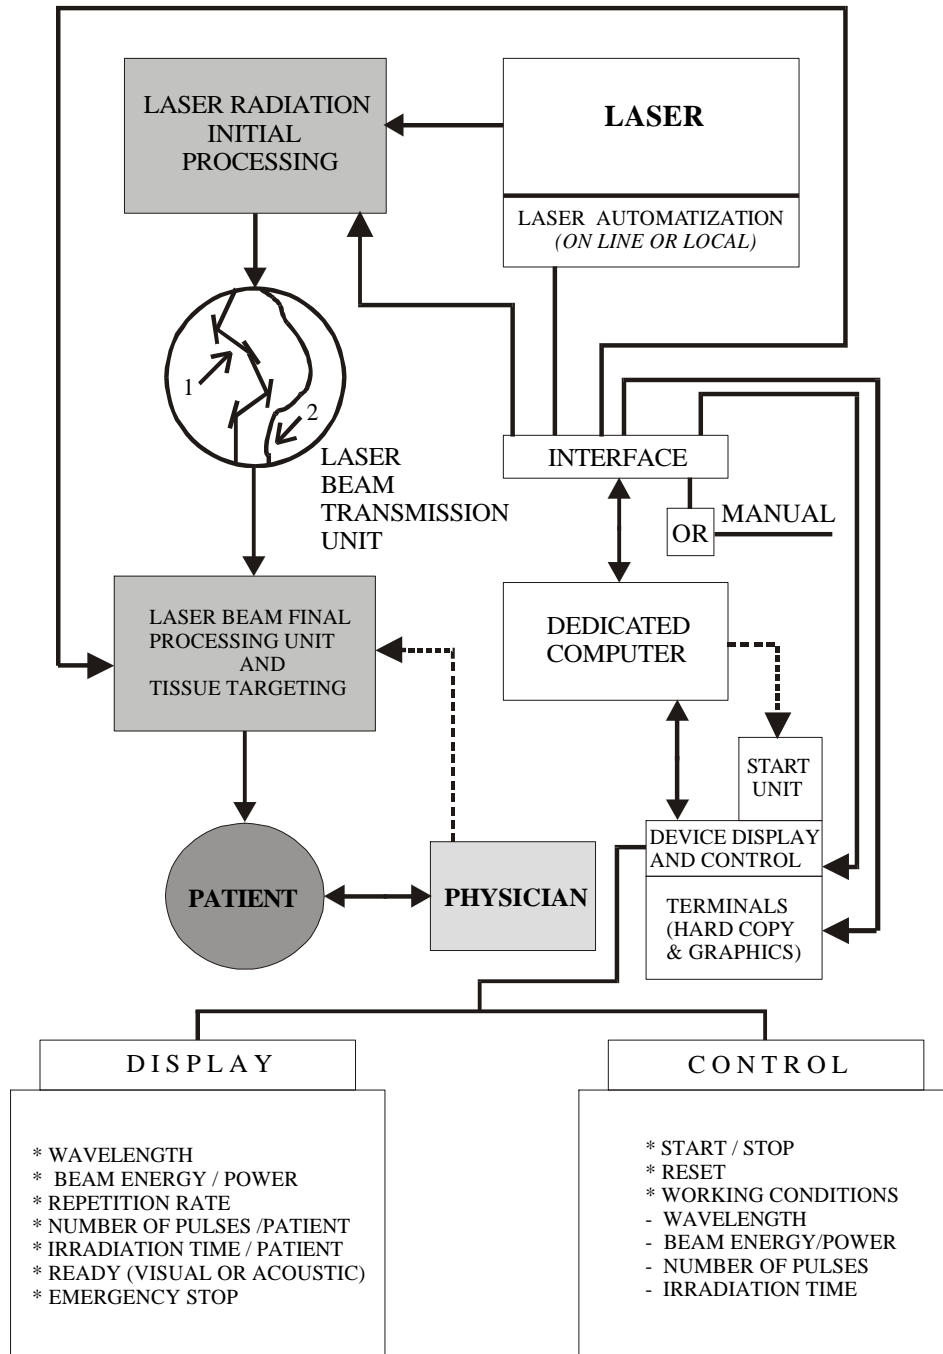 LASER RADIATION
INITIAL
PROCESSING
LASER
LASER AUTOMATIZATION
(ON LINE OR LOCAL)
1
2
LASER
BEAM
TRANSMISSION
UNIT
INTERFACE
OR
MANUAL
LASER BEAM FINAL
PROCESSING UNIT
AND
TISSUE TARGETING
DEDICATED
COMPUTER
START
UNIT
DEVICE DISPLAY
AND CONTROL
TERMINALS
(HARD COPY
& GRAPHICS)
PATIENT
PHYSICIAN
DISPLAY
* WAVELENGTH
* BEAM ENERGY / POWER
* REPETITION RATE
* NUMBER OF PULSES /PATIENT
* IRRADIATION TIME / PATIENT
* READY (VISUAL OR ACOUSTIC)
* EMERGENCY STOP
CONTROL
* START / STOP
* RESET
* WORKING CONDITIONS
- WAVELENGTH
- BEAM ENERGY/POWER
- NUMBER OF PULSES
- IRRADIATION TIME